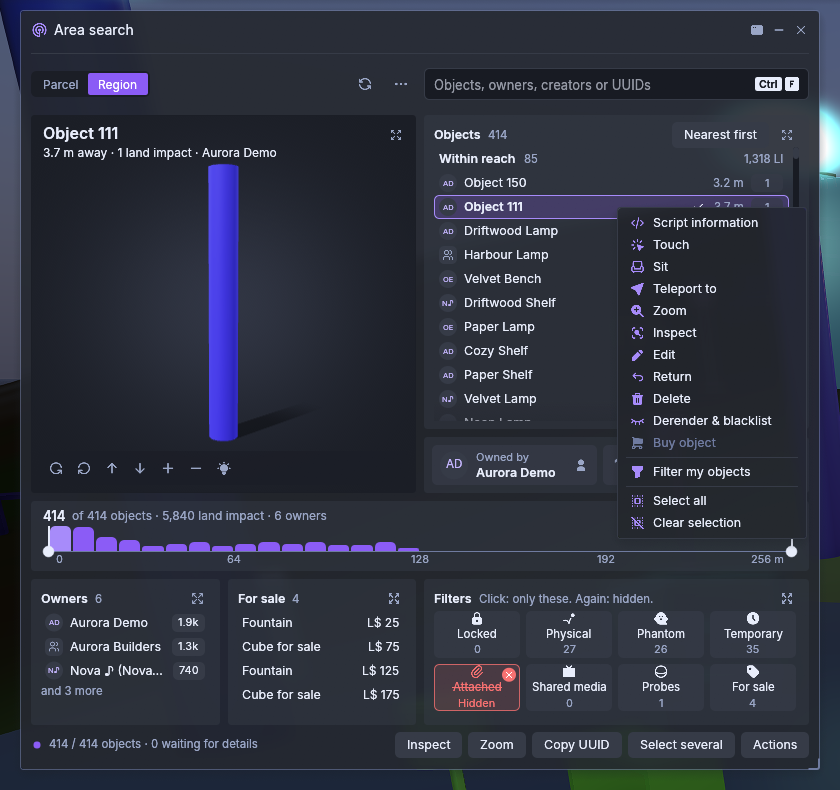 Area search
Parcel
Region
Objects, owners, creators or UUIDs
Ctrl
F
Object 111
3.7 m away · 1 land impact · Aurora Demo
Objects 414
Nearest first
Within reach 85
1,318 LI
AD Object 150 3.2 m 1
AD Object 111 3.7 m 1
AD Driftwood Lamp
Harbour Lamp
OE Velvet Bench
N♪ Driftwood Shelf
OE Paper Lamp
AD Cozy Shelf
AD Paper Shelf
N♪ Velvet Lamp
Script information
Touch
Sit
Teleport to
Zoom
Inspect
Edit
Return
Delete
Derender & blacklist
Buy object
Filter my objects
Select all
Clear selection
AD
Owned by
Aurora Demo
414 of 414 objects · 5,840 land impact · 6 owners
0 64 128 192 256 m
Owners 6
AD Aurora Demo 1.9k
Aurora Builders 1.3k
N♪ Nova ♪ (Nova... 740
and 3 more
For sale 4
Fountain L$ 25
Cube for sale L$ 75
Fountain L$ 125
Cube for sale L$ 175
Filters Click: only these. Again: hidden.
Locked
0
Physical
27
Phantom
26
Temporary
35
Attached
Hidden
Shared media
0
Probes
1
For sale
4
414 / 414 objects · 0 waiting for details
Inspect
Zoom
Copy UUID
Select several
Actions